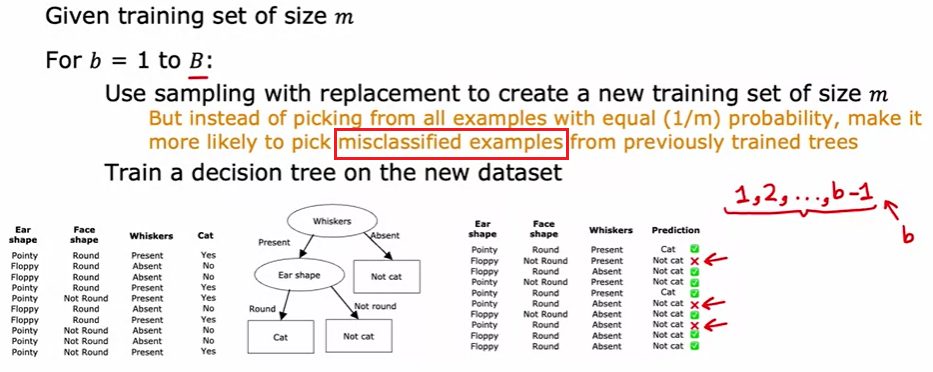 Given training set of size m
For b = 1 to B:
Use sampling with replacement to create a new training set of size m
But instead of picking from all examples with equal (1/m) probability, make it
more likely to pick misclassified examples from previously trained trees
Train a decision tree on the new dataset
1,2,...,b-1
b
Ear shape Face shape Whiskers Cat
Pointy Round Present Yes
Floppy Round Absent No
Floppy Round Absent No
Pointy Round Present Yes
Pointy Not Round Present Yes
Floppy Round Absent No
Floppy Round Present Yes
Pointy Not Round Absent No
Pointy Not Round Absent No
Pointy Not Round Present Yes
Whiskers
Present
Absent
Ear shape
Not cat
Round
Not round
Cat
Not cat
Ear shape Face shape Whiskers Prediction
Pointy Round Present Cat ✅
Floppy Not Round Present Not cat ✗
Floppy Round Absent Not cat ✅
Pointy Not Round Present Not cat ✅
Pointy Round Present Cat ✅
Pointy Round Absent Not cat ✗
Floppy Not Round Absent Not cat ✅
Pointy Round Absent Not cat ✗
Floppy Round Absent Not cat ✅
Floppy Round Absent Not cat ✅